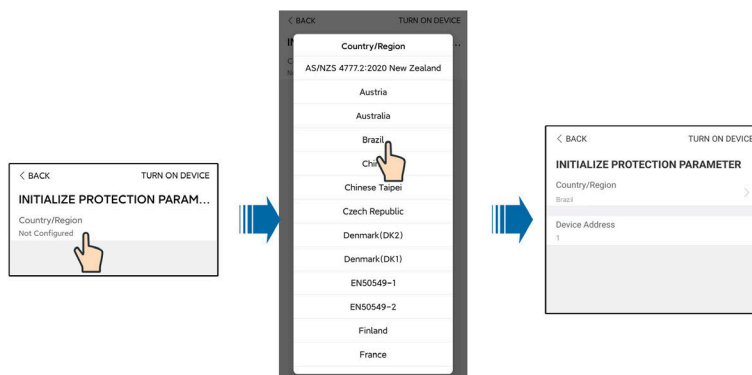 < BACK TURN ON DEVICE
INITIALIZE PROTECTION PARAM...
Country/Region
Not Configured
< BACK TURN ON DEVICE
Country/Region
AS/NZS 4777.2:2020 New Zealand
Austria
Australia
Brazil
Chinese Taipei
Czech Republic
Denmark(DK2)
Denmark(DK1)
EN50549-1
EN50549-2
Finland
France
< BACK TURN ON DEVICE
INITIALIZE PROTECTION PARAMETER
Country/Region
Brazil
Device Address
1